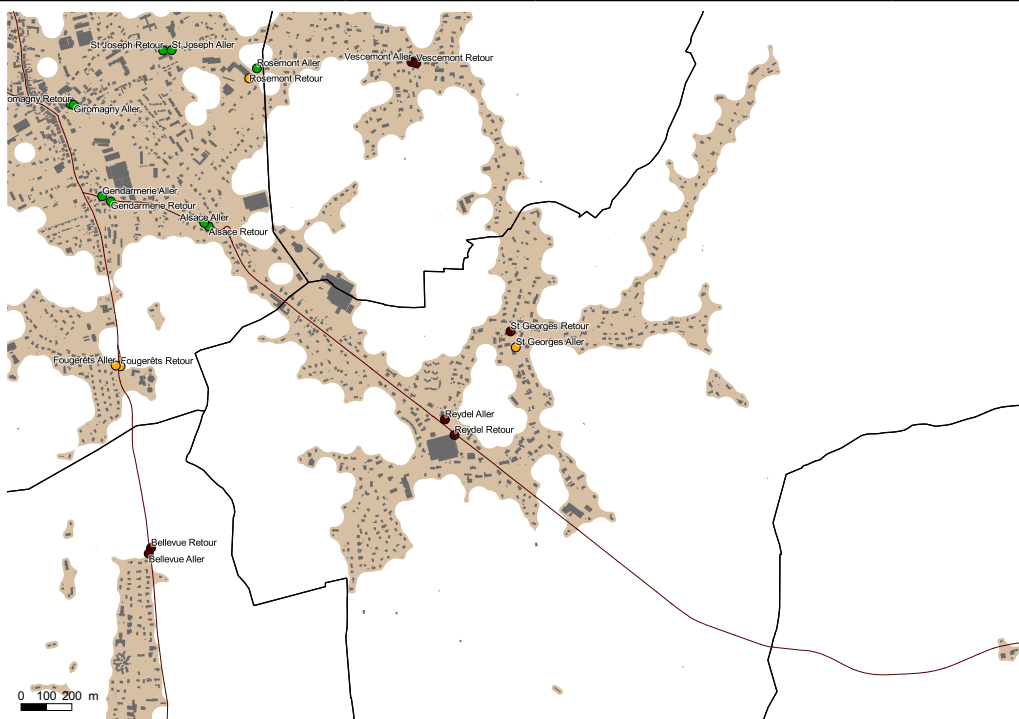 St Joseph Retour St Joseph Aller
Vescemont Aller Vescemont Retour
Rosemont Aller
Rosemont Retour
omagny Retour
Giromagny Aller
Gendarmerie Aller
Gendarmerie Retour
Alsace Aller
Alsace Retour
St Georges Retour
St Georges Aller
Fougerêts Aller Fougerêts Retour
Reydel Aller
Reydel Retour
Bellevue Retour
Bellevue Aller
0 100 200 m